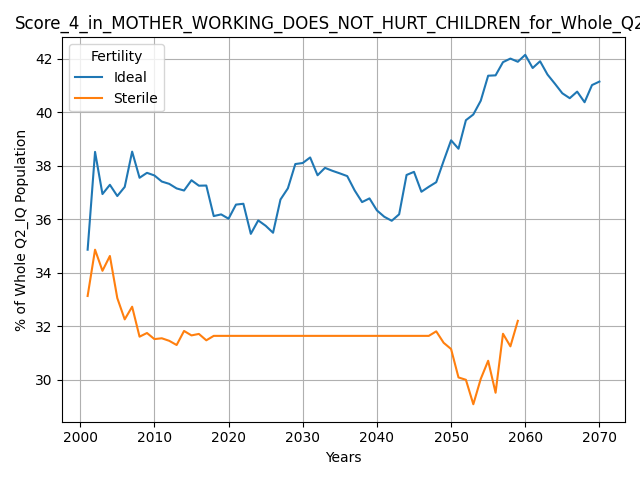 Score_4_in_MOTHER_WORKING_DOES_NOT_HURT_CHILDREN_for_Whole_Q2
Fertility
Ideal
Sterile
% of Whole Q2_IQ Population
42
40
38
36
34
32
30
2000 2010 2020 2030 2040 2050 2060 2070
Years